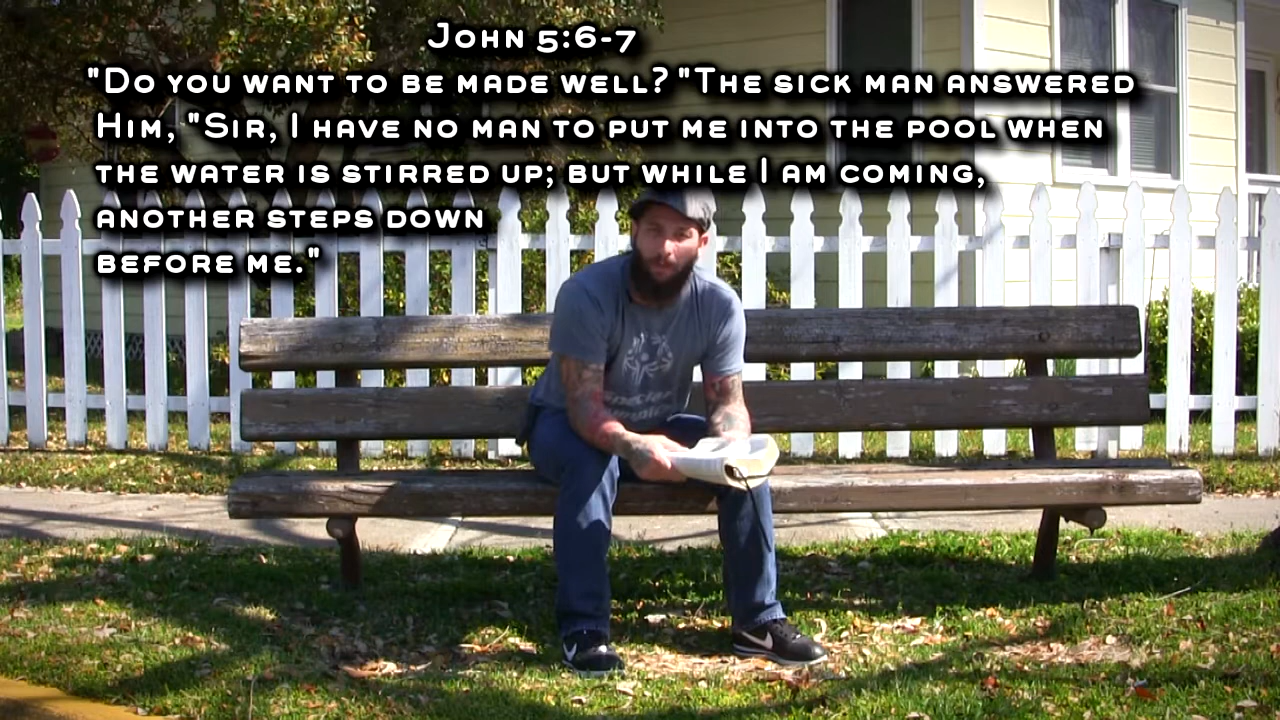 John 5:6-7
"Do you want to be made well? "The sick man answered
Him, "Sir, I have no man to put me into the pool when
the water is stirred up; but while I am coming,
another steps down
before me."
Special